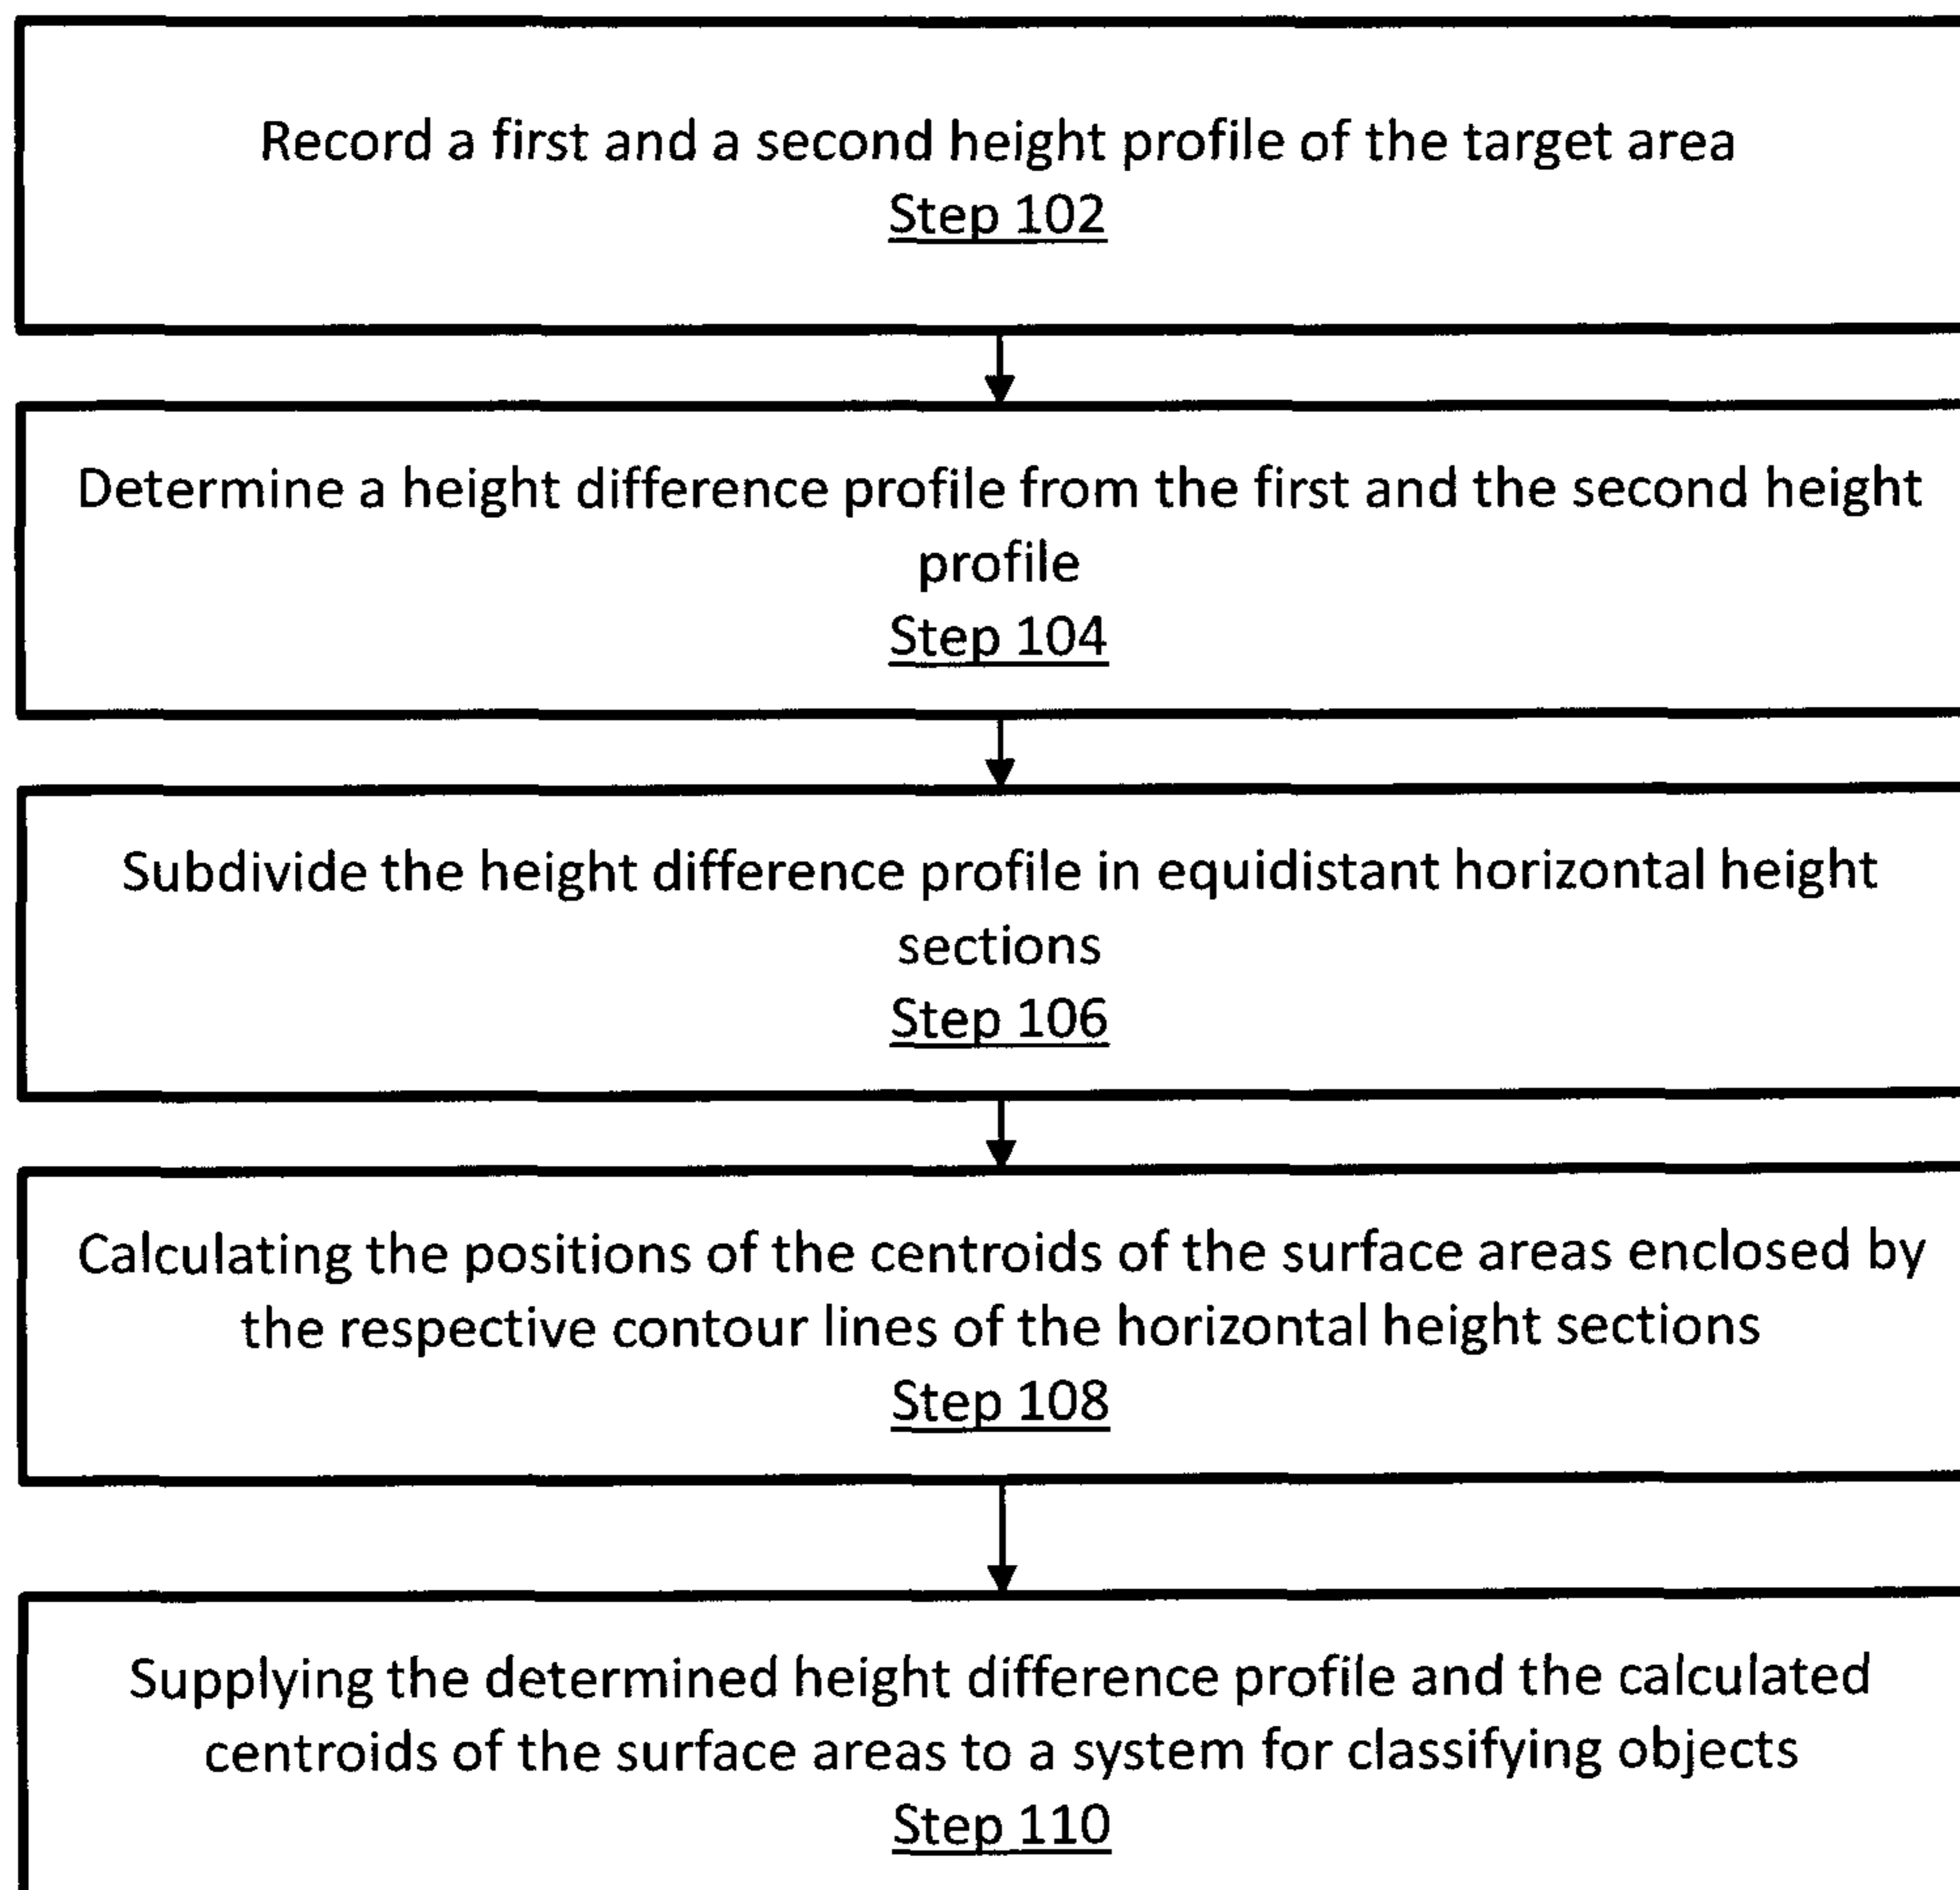 Record a first and a second height profile of the target area
Step 102
Determine a height difference profile from the first and the second height
profile
Step 104
Subdivide the height difference profile in equidistant horizontal height
sections
Step 106
Calculating the positions of the centroids of the surface areas enclosed by
the respective contour lines of the horizontal height sections
Step 108
Supplying the determined height difference profile and the calculated
centroids of the surface areas to a system for classifying objects
Step 110